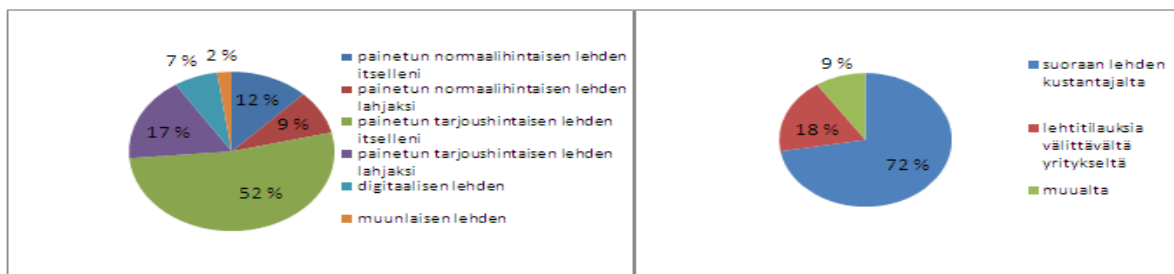 7 %
2 %
12 %
9 %
17 %
52 %
painetun normaalihintaisen lehden
itselleni
painetun normaalihintaisen lehden
lahjaksi
painetun tarjoushintaisen lehden
itselleni
painetun tarjoushintaisen lehden
lahjaksi
digitaalisen lehden
muunlaisen lehden
9 %
18 %
72 %
suoraan lehden
kustantajalta
lehtitilauksia
välittävältä
yritykseltä
muualta